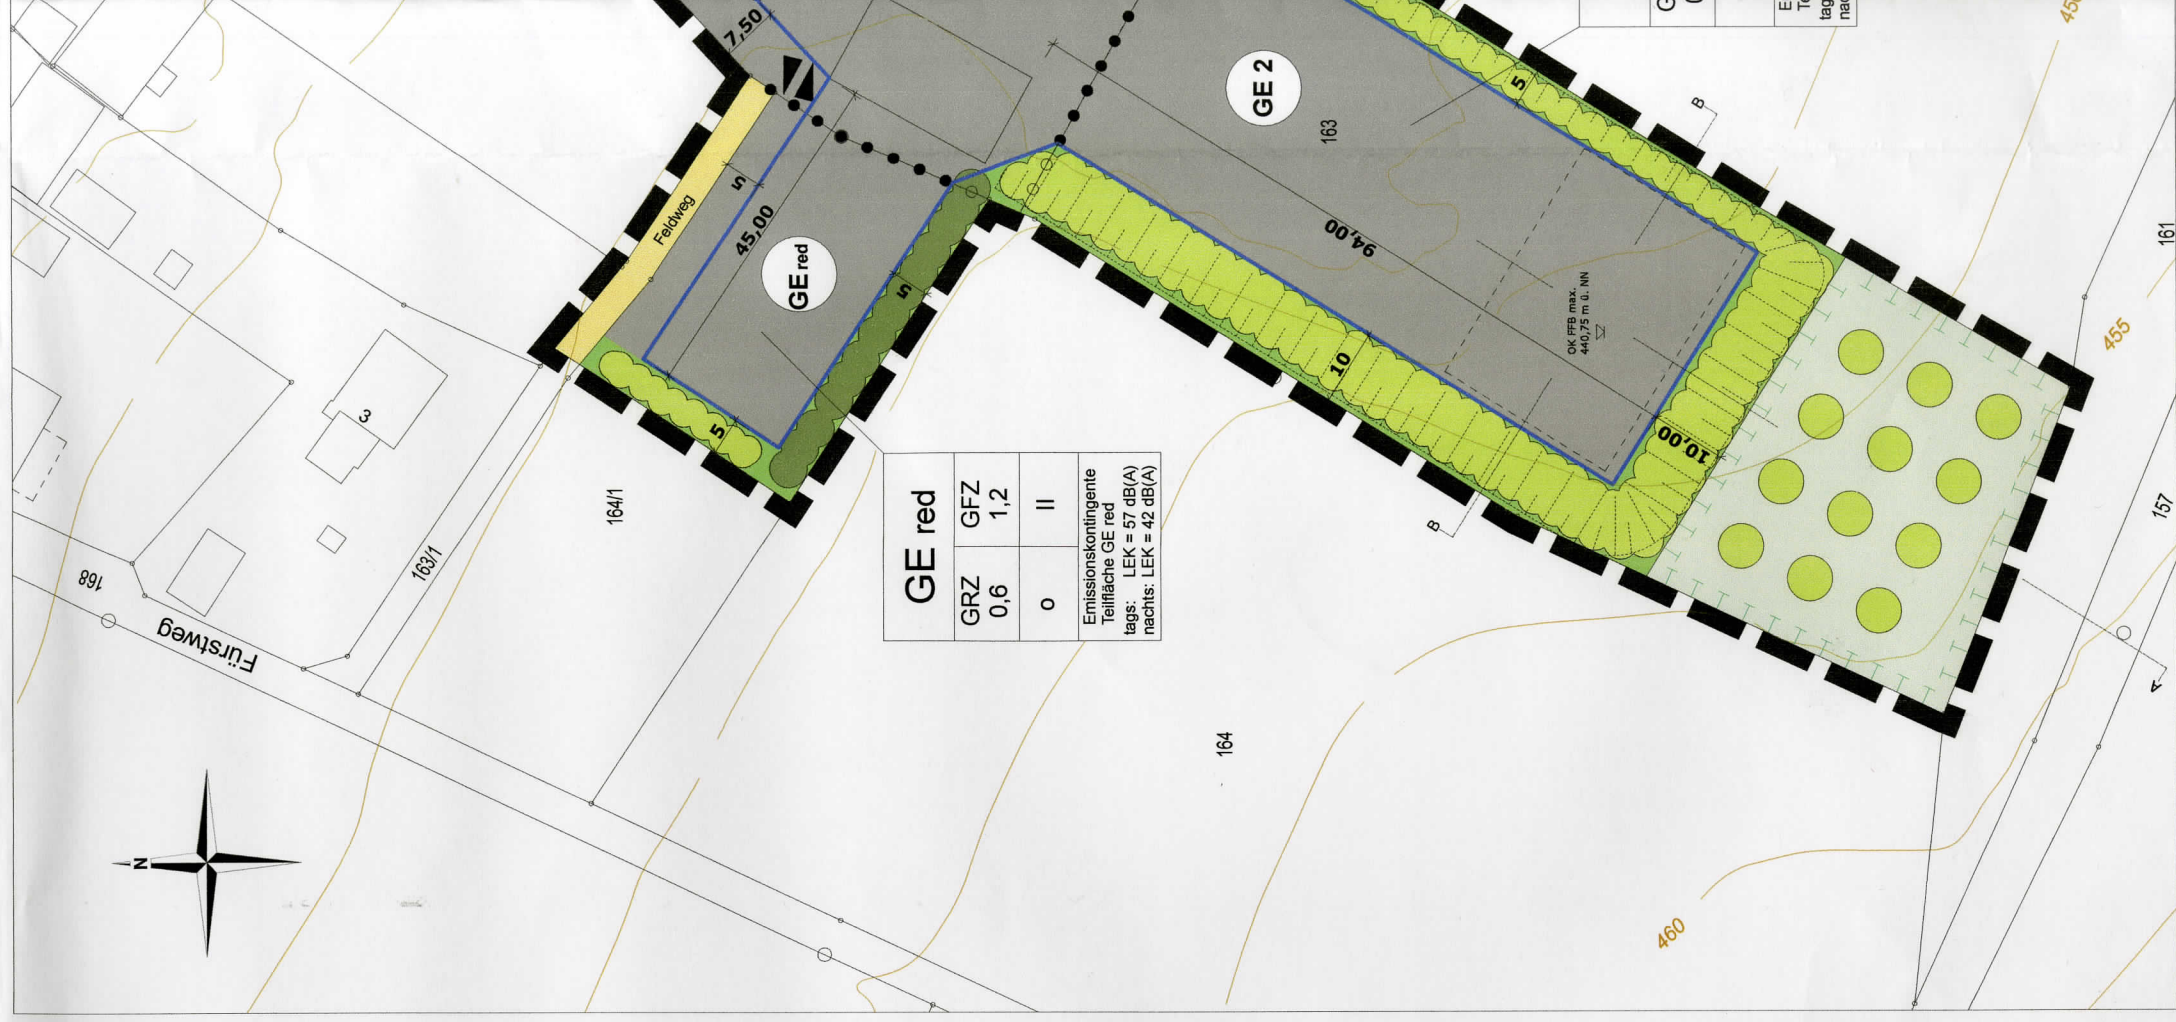 7,50
GE 2
5
B
163
Feldweg
5
45,00
GE red
5
94,00
OK FFB max.
440,75 m ü. NN
161
455
3
5
10
10,00
164/1
163/1
168
Fürstweg
GE red
GRZ
0,6
GFZ
1,2
o
II
Emissionskontingente
Teilfläche GE red
tags: LEK = 57 dB(A)
nachts: LEK = 42 dB(A)
B
157
A
164
N
460